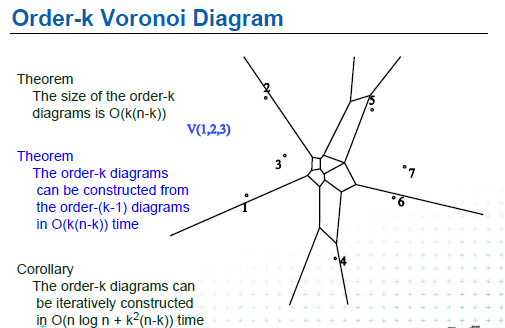 Order-k Voronoi Diagram
Theorem
The size of the order-k
diagrams is O(k(n-k))
V(1,2,3)
Theorem
The order-k diagrams
can be constructed from
the order-(k-1) diagrams
in O(k(n-k)) time
Corollary
The order-k diagrams can
be iteratively constructed
in O(n log n + k²(n-k)) time
2
5
3
7
1
6
4